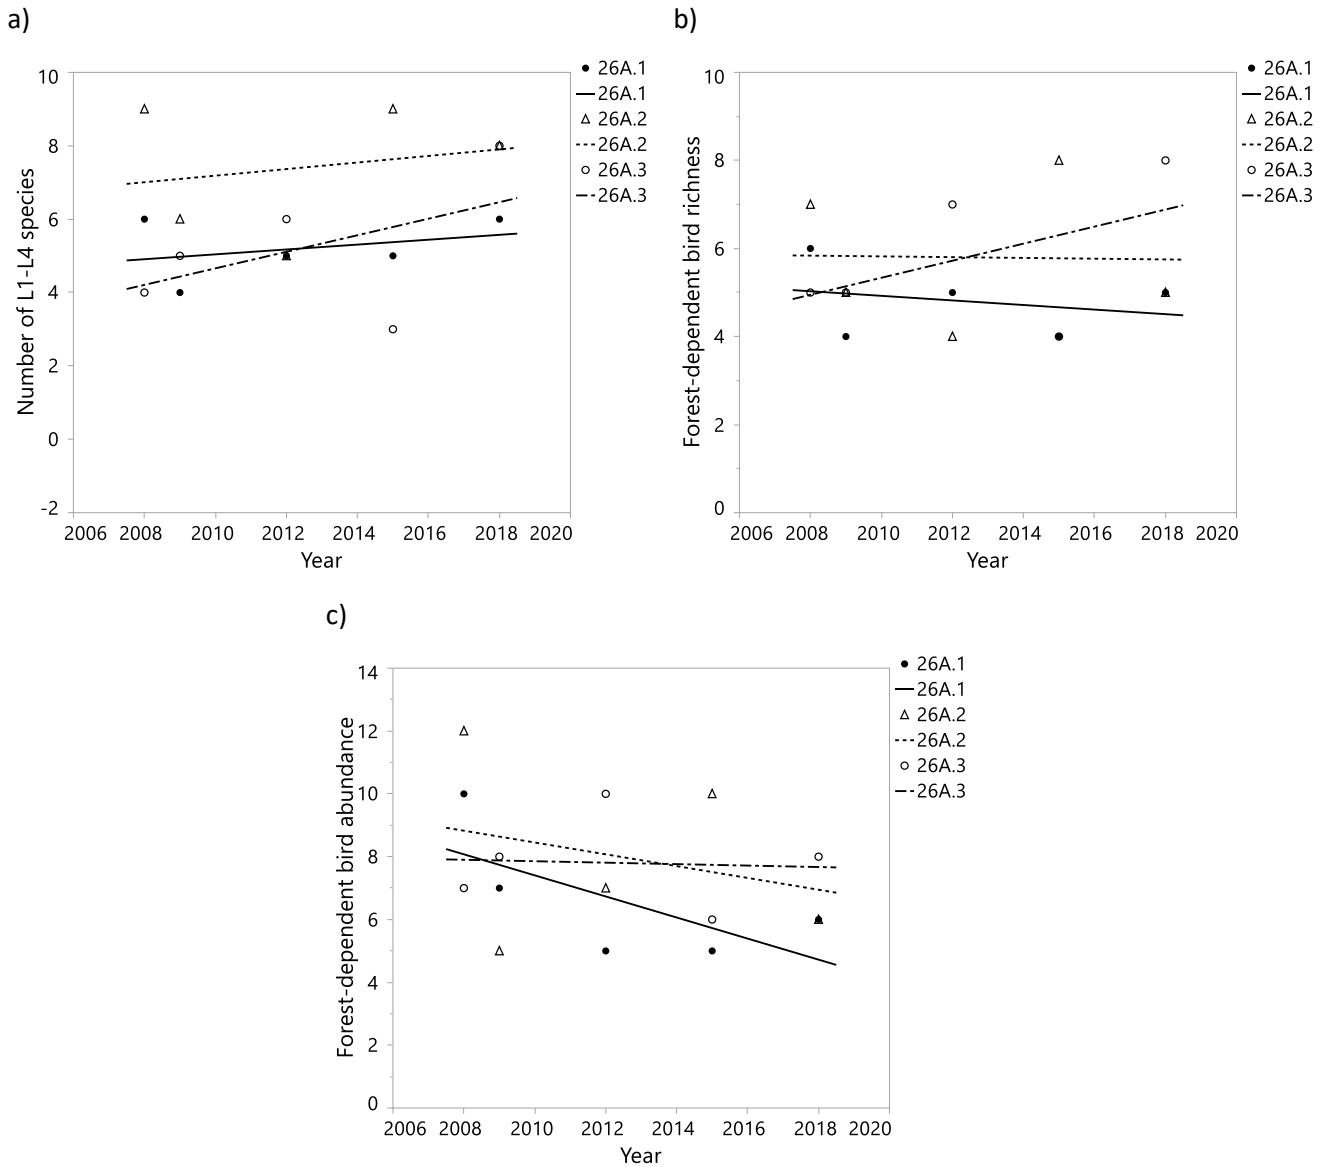 a)
Number of L1-L4 species
10
8
6
4
2
0
-2
2006 2008 2010 2012 2014 2016 2018 2020
Year
26A.1
26A.1
26A.2
26A.2
26A.3
26A.3
b)
Forest-dependent bird richness
10
8
6
4
2
0
2006 2008 2010 2012 2014 2016 2018 2020
Year
26A.1
26A.1
26A.2
26A.2
26A.3
26A.3
c)
Forest-dependent bird abundance
14
12
10
8
6
4
2
0
2006 2008 2010 2012 2014 2016 2018 2020
Year
26A.1
26A.1
26A.2
26A.2
26A.3
26A.3